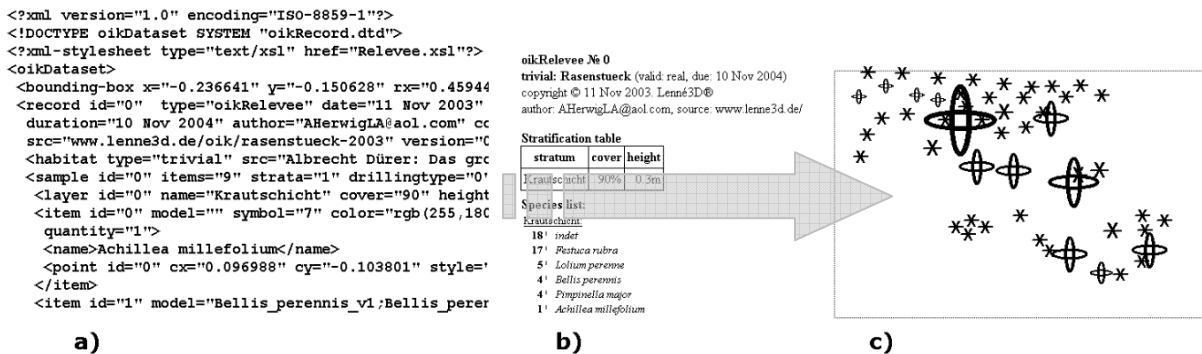 <?xml version="1.0" encoding="ISO-8859-1"?>
<!DOCTYPE oikDataset SYSTEM "oikRecord.dtd">
<?xml-stylesheet type="text/xsl" href="Relevee.xsl"?>
<oikDataset>
<bounding-box x="-0.236641" y="-0.150628" rx="0.45944
<record id="0" type="oikRelevee" date="11 Nov 2003"
duration="10 Nov 2004" author="AHerwigLA@aol.com" co
src="www.lenne3d.de/oik/rasenstueck-2003" version="0
<habitat type="trivial" src="Albrecht Dürer: Das gro
<sample id="0" items="9" strata="1" drillingtype="0"
<layer id="0" name="Krautschicht" cover="90" height
<item id="0" model="" symbol="7" color="rgb(255,180
quantity="1">
<name>Achillea millefolium</name>
<point id="0" cx="0.096988" cy="-0.103801" style="
</item>
<item id="1" model="Bellis_perennis_v1;Bellis_peren
a)
oikRelevee № 0
trivial: Rasenstueck (valid: real, due: 10 Nov 2004)
copyright © 11 Nov 2003. Lenné3D®
author: AHerwigLA@aol.com, source: www.lenne3d.de/
Stratification table
stratum cover height
Krautschicht 90% 0.3m
Species list:
Krautschicht:
18¹ indet
17¹ Festuca rubra
5¹ Lolium perenne
4¹ Bellis perennis
4¹ Pimpinella major
1¹ Achillea millefolium
b)
c)